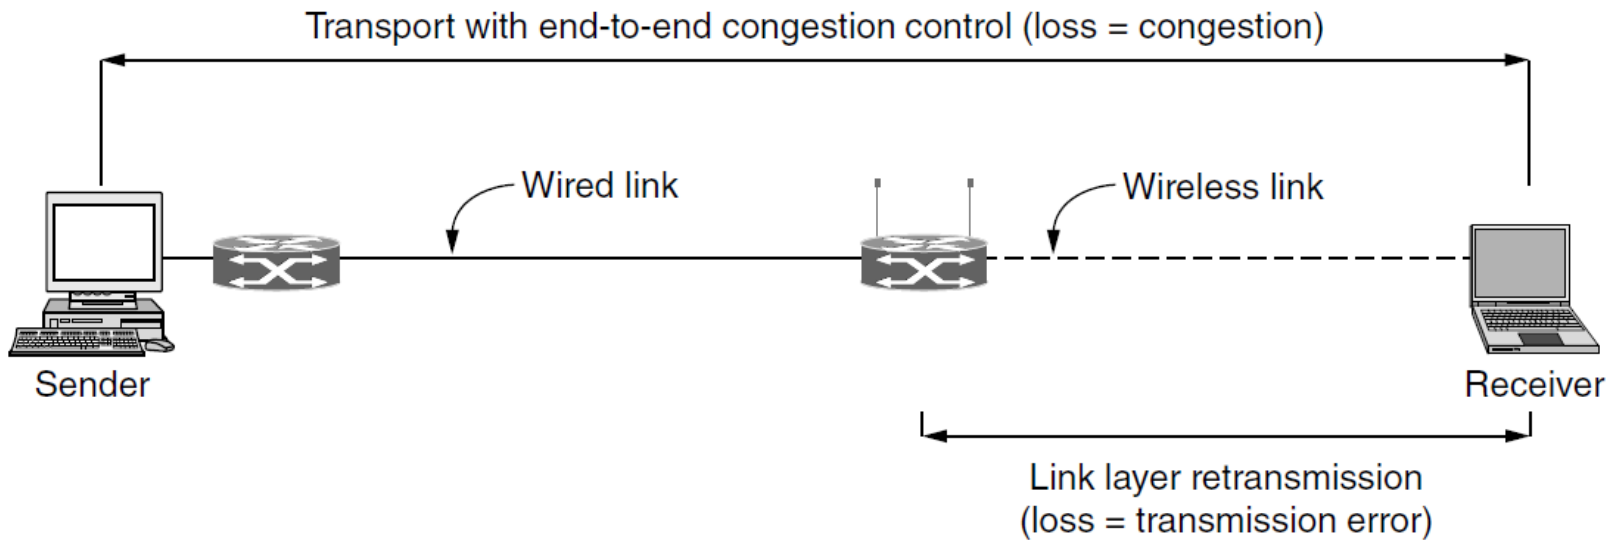 Transport with end-to-end congestion control (loss = congestion)
Wired link
Wireless link
Sender
Receiver
Link layer retransmission
(loss = transmission error)